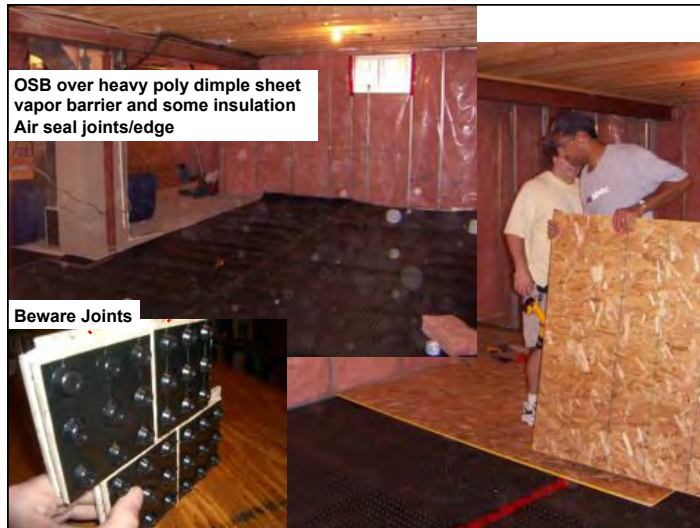 OSB over heavy poly dimple sheet
vapor barrier and some insulation
Air seal joints/edge
Beware Joints